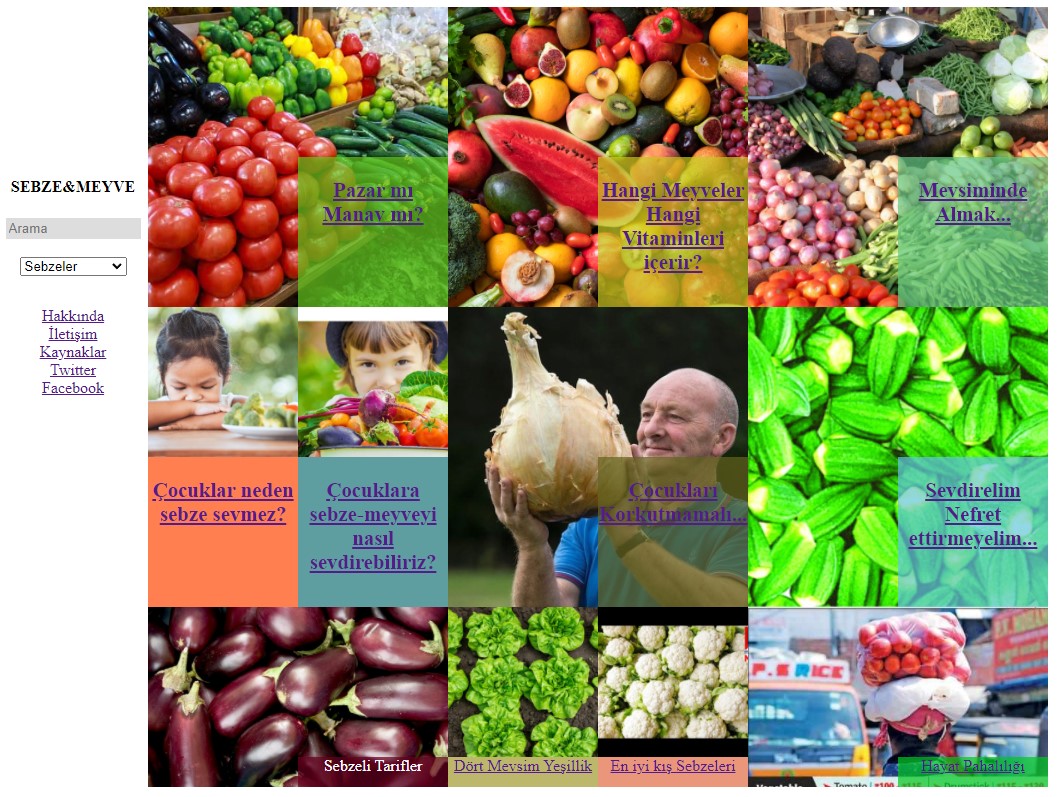 SEBZE&MEYVE
Arama
Sebzeler
Hakkında
İletişim
Kaynaklar
Twitter
Facebook
Pazar mı
Manav mı?
Hangi Meyveler
Hangi
Vitaminleri
içerir?
Mevsiminde
Almak...
Çocuklar neden
sebze sevmez?
Çocuklara
sebze-meyveyi
nasıl
sevdirebiliriz?
Çocukları
Korkutmamalı...
Sevdirelim
Nefret
ettirmeyelim...
P.S RICE
Sebzeli Tarifler
Dört Mevsim Yeşillik
En iyi kış Sebzeleri
Hayat Pahalılığı
Tomato